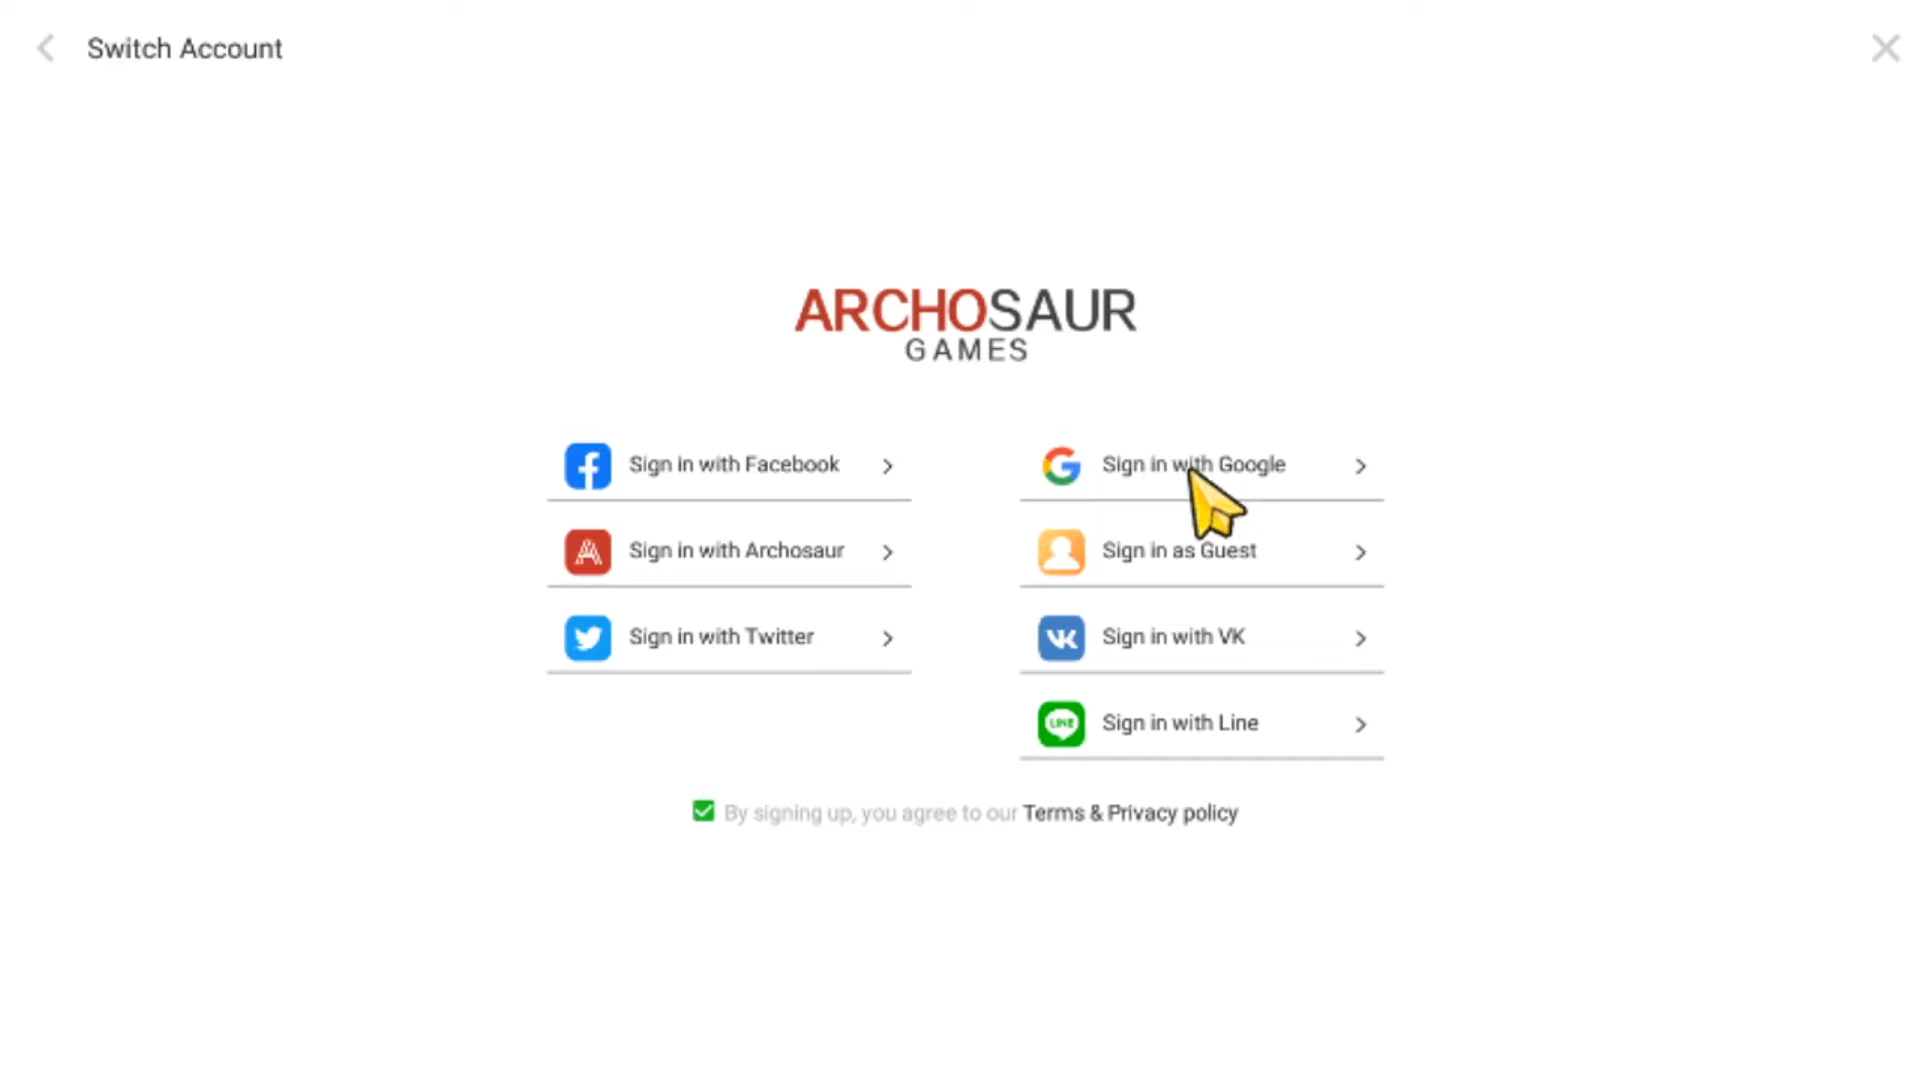 Switch Account
ARCHOSAUR
GAMES
Sign in with Facebook
Sign in with Google
Sign in with Archosaur
Sign in as Guest
Sign in with Twitter
Sign in with VK
LINE
Sign in with Line
By signing up, you agree to our Terms & Privacy policy